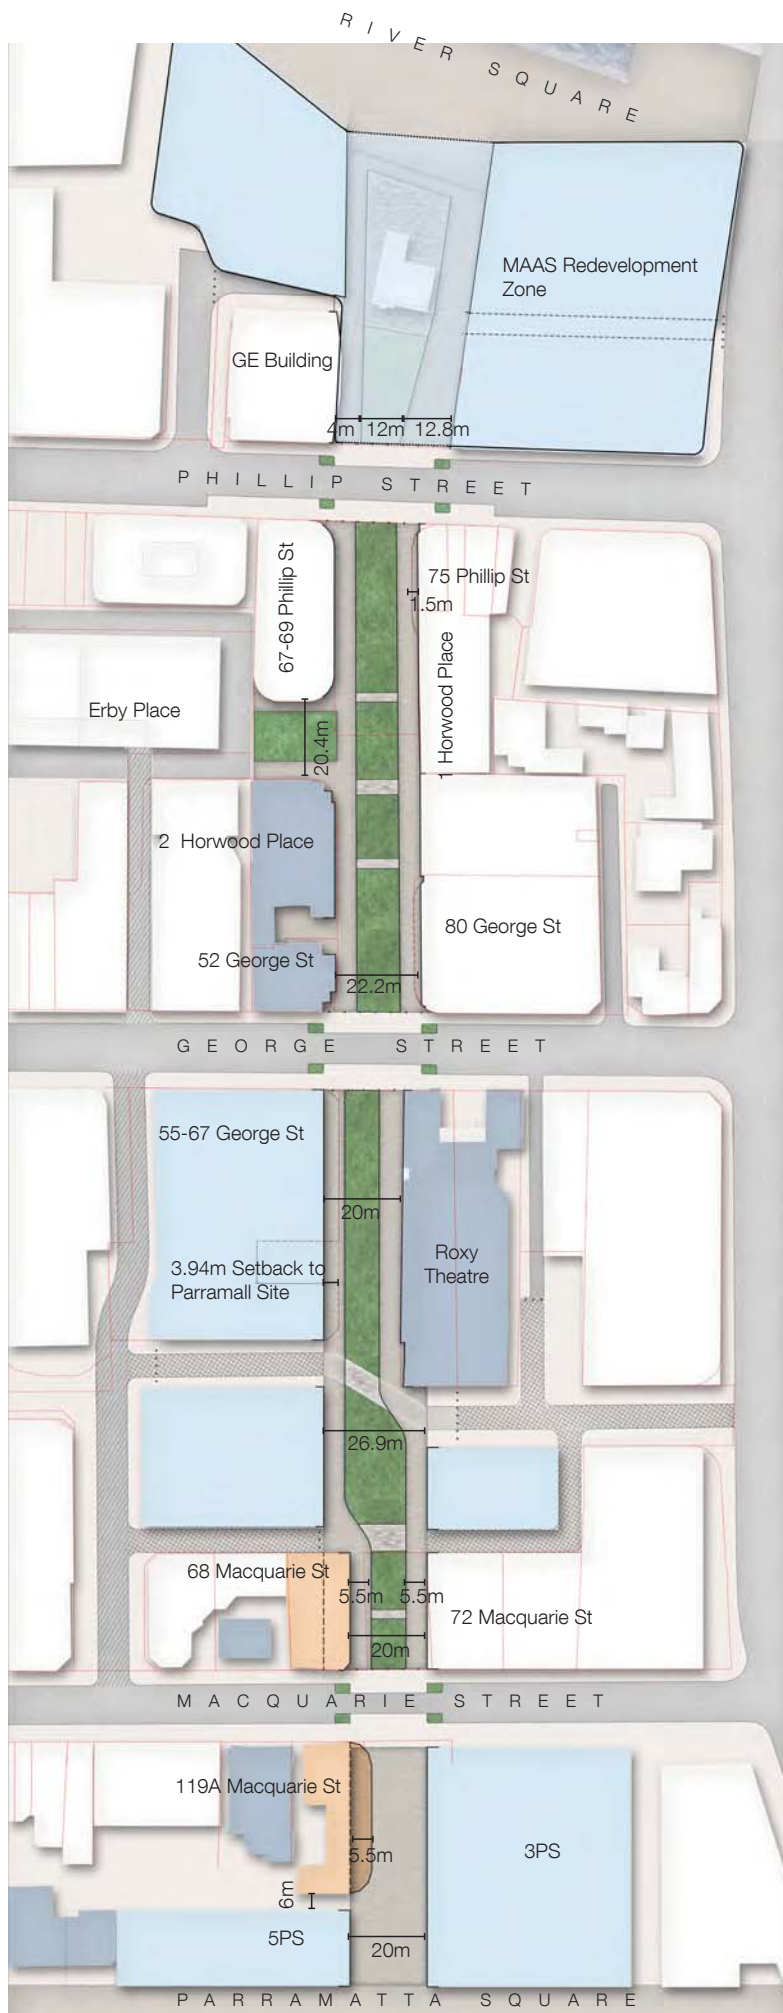 RIVER SQUARE
MAAS Redevelopment
Zone
GE Building
4m
12m
12.8m
PHILLIP STREET
67-69 Phillip St
75 Phillip St
1.5m
1 Horwood Place
Erby Place
20.4m
2 Horwood Place
80 George St
52 George St
22.2m
GEORGE STREET
55-67 George St
20m
3.94m Setback to
Parramall Site
Roxy
Theatre
26.9m
68 Macquarie St
5.5m
5.5m
72 Macquarie St
20m
MACQUARIE STREET
119A Macquarie St
5.5m
3PS
6m
5PS
20m
PARRAMATTA SQUARE